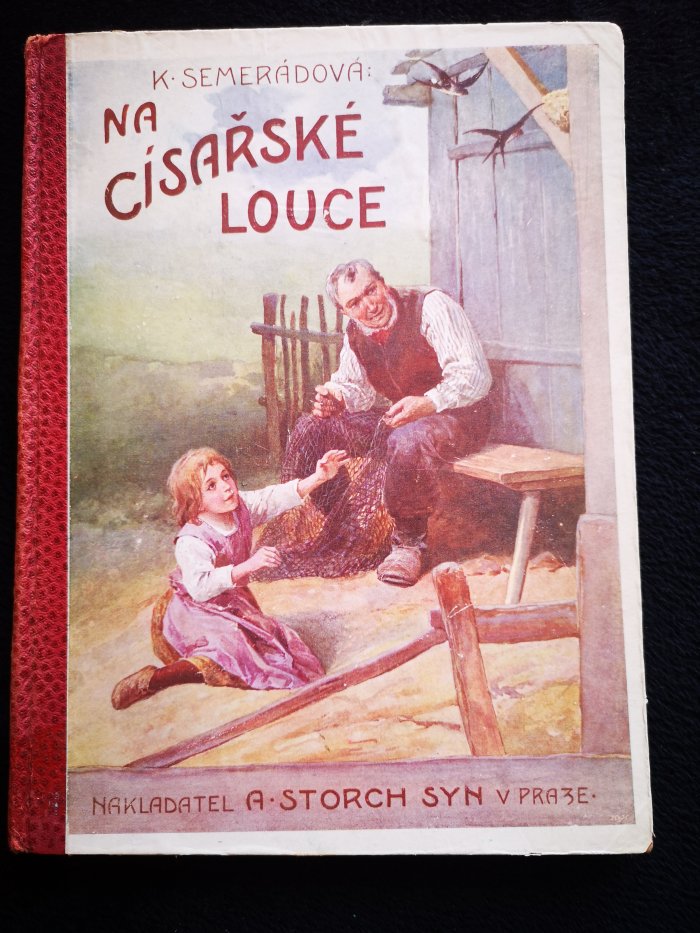 K. SEMERÁDOVÁ:
NA
CÍSAŘSKÉ
LOUCE
NAKLADATEL A. STORCH SYN V PRAZE.